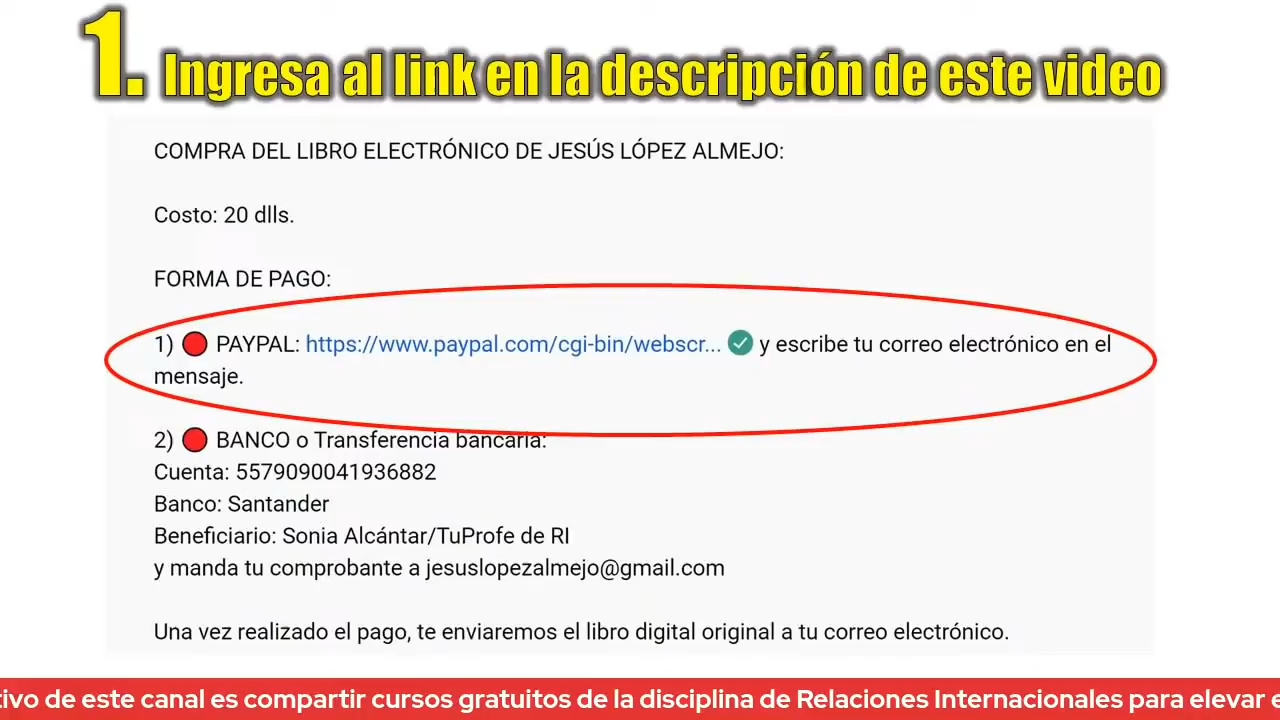 1. Ingresa al link en la descripción de este video
COMPRA DEL LIBRO ELECTRÓNICO DE JESÚS LÓPEZ ALMEJO:
Costo: 20 dlls.
FORMA DE PAGO:
1) 🔴 PAYPAL: https://www.paypal.com/cgi-bin/webscr... y escribe tu correo electrónico en el
mensaje.
2) 🔴 BANCO o Transferencia bancaria:
Cuenta: 5579090041936882
Banco: Santander
Beneficiario: Sonia Alcántar/TuProfe de RI
y manda tu comprobante a jesuslopezalmejo@gmail.com
Una vez realizado el pago, te enviaremos el libro digital original a tu correo electrónico.
tivo de este canal es compartir cursos gratuitos de la disciplina de Relaciones Internacionales para elevar e